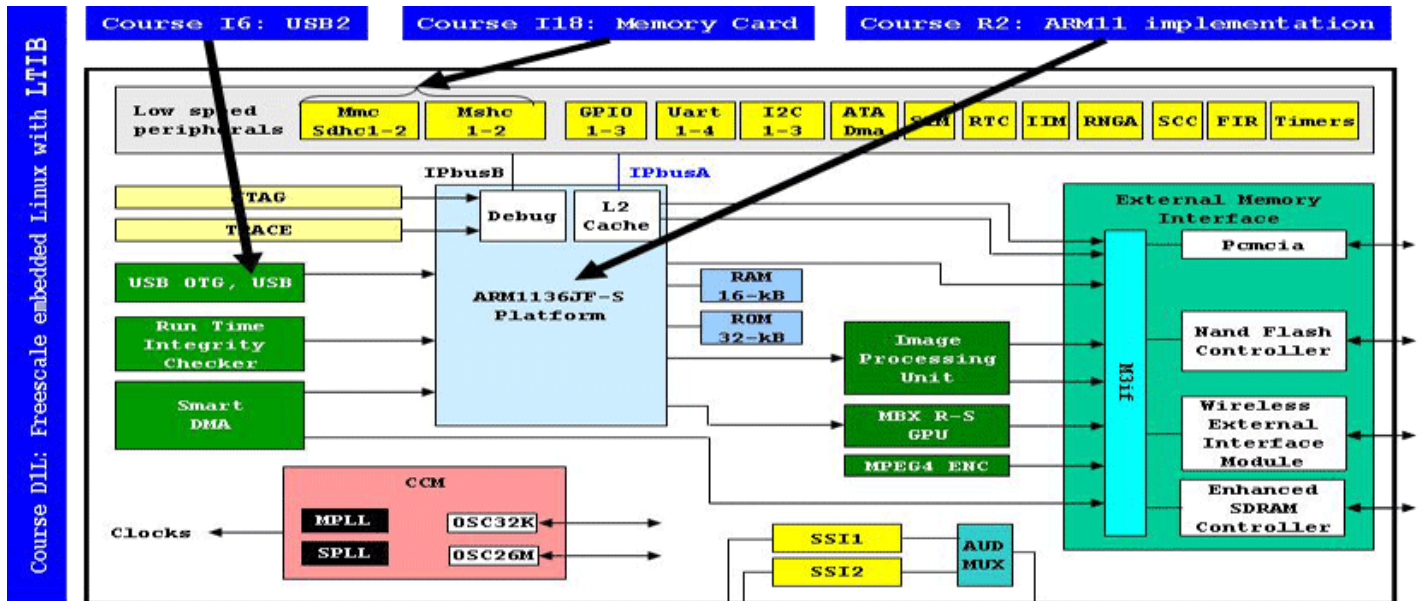 Course I6: USB2
Course I18: Memory Card
Course R2: ARM11 implementation
Course D1L: Freescale embedded Linux with LTIB
Low speed
peripherals
Mmc
Sdhc1-2
Mshc
1-2
GPIO
1-3
Uart
1-4
I2C
1-3
ATA
Dma
RTC
IIM
RNGA
SCC
FIR
Timers
IPbusB
IPbusA
JTAG
TRACE
Debug
L2
Cache
USB OTG, USB
Run Time
Integrity
Checker
Smart
DMA
ARM1136JF-S
Platform
RAM
16-kB
ROM
32-kB
Image
Processing
Unit
MBX R-S
GPU
MPEG4 ENC
External Memory
Interface
M3if
Pcmcia
Nand Flash
Controller
Wireless
External
Interface
Module
Enhanced
SDRAM
Controller
CCM
MPLL
SPLL
OSC32K
OSC26M
Clocks
SSI1
SSI2
AUD
MUX